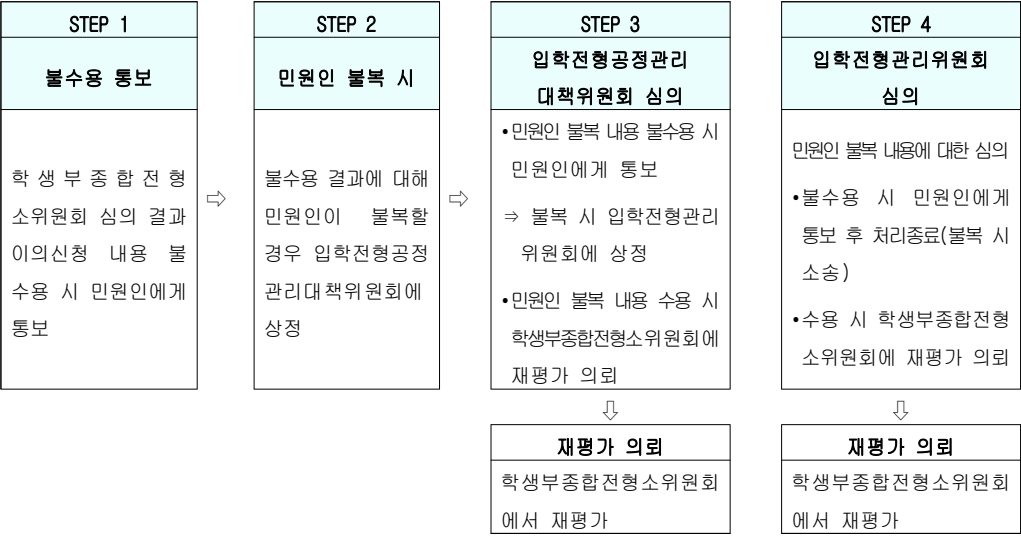 STEP 1
불수용 통보
학생부종합전형
소위원회 심의 결과
이의신청 내용 불
수용 시 민원인에게
통보
⇨
STEP 2
민원인 불복 시
불수용 결과에 대해
민원인이 불복할
경우 입학전형공정
관리대책위원회에
상정
⇨
STEP 3
입학전형공정관리
대책위원회 심의
•민원인 불복 내용 불수용 시
민원인에게 통보
⇒ 불복 시 입학전형관리
위원회에 상정
•민원인 불복 내용 수용 시
학생부종합전형소위원회에
재평가 의뢰
⇩
재평가 의뢰
학생부종합전형소위원회
에서 재평가
STEP 4
입학전형관리위원회
심의
민원인 불복 내용에 대한 심의
•불수용 시 민원인에게
통보 후 처리종료(불복 시
소송)
•수용 시 학생부종합전형
소위원회에 재평가 의뢰
⇩
재평가 의뢰
학생부종합전형소위원회
에서 재평가